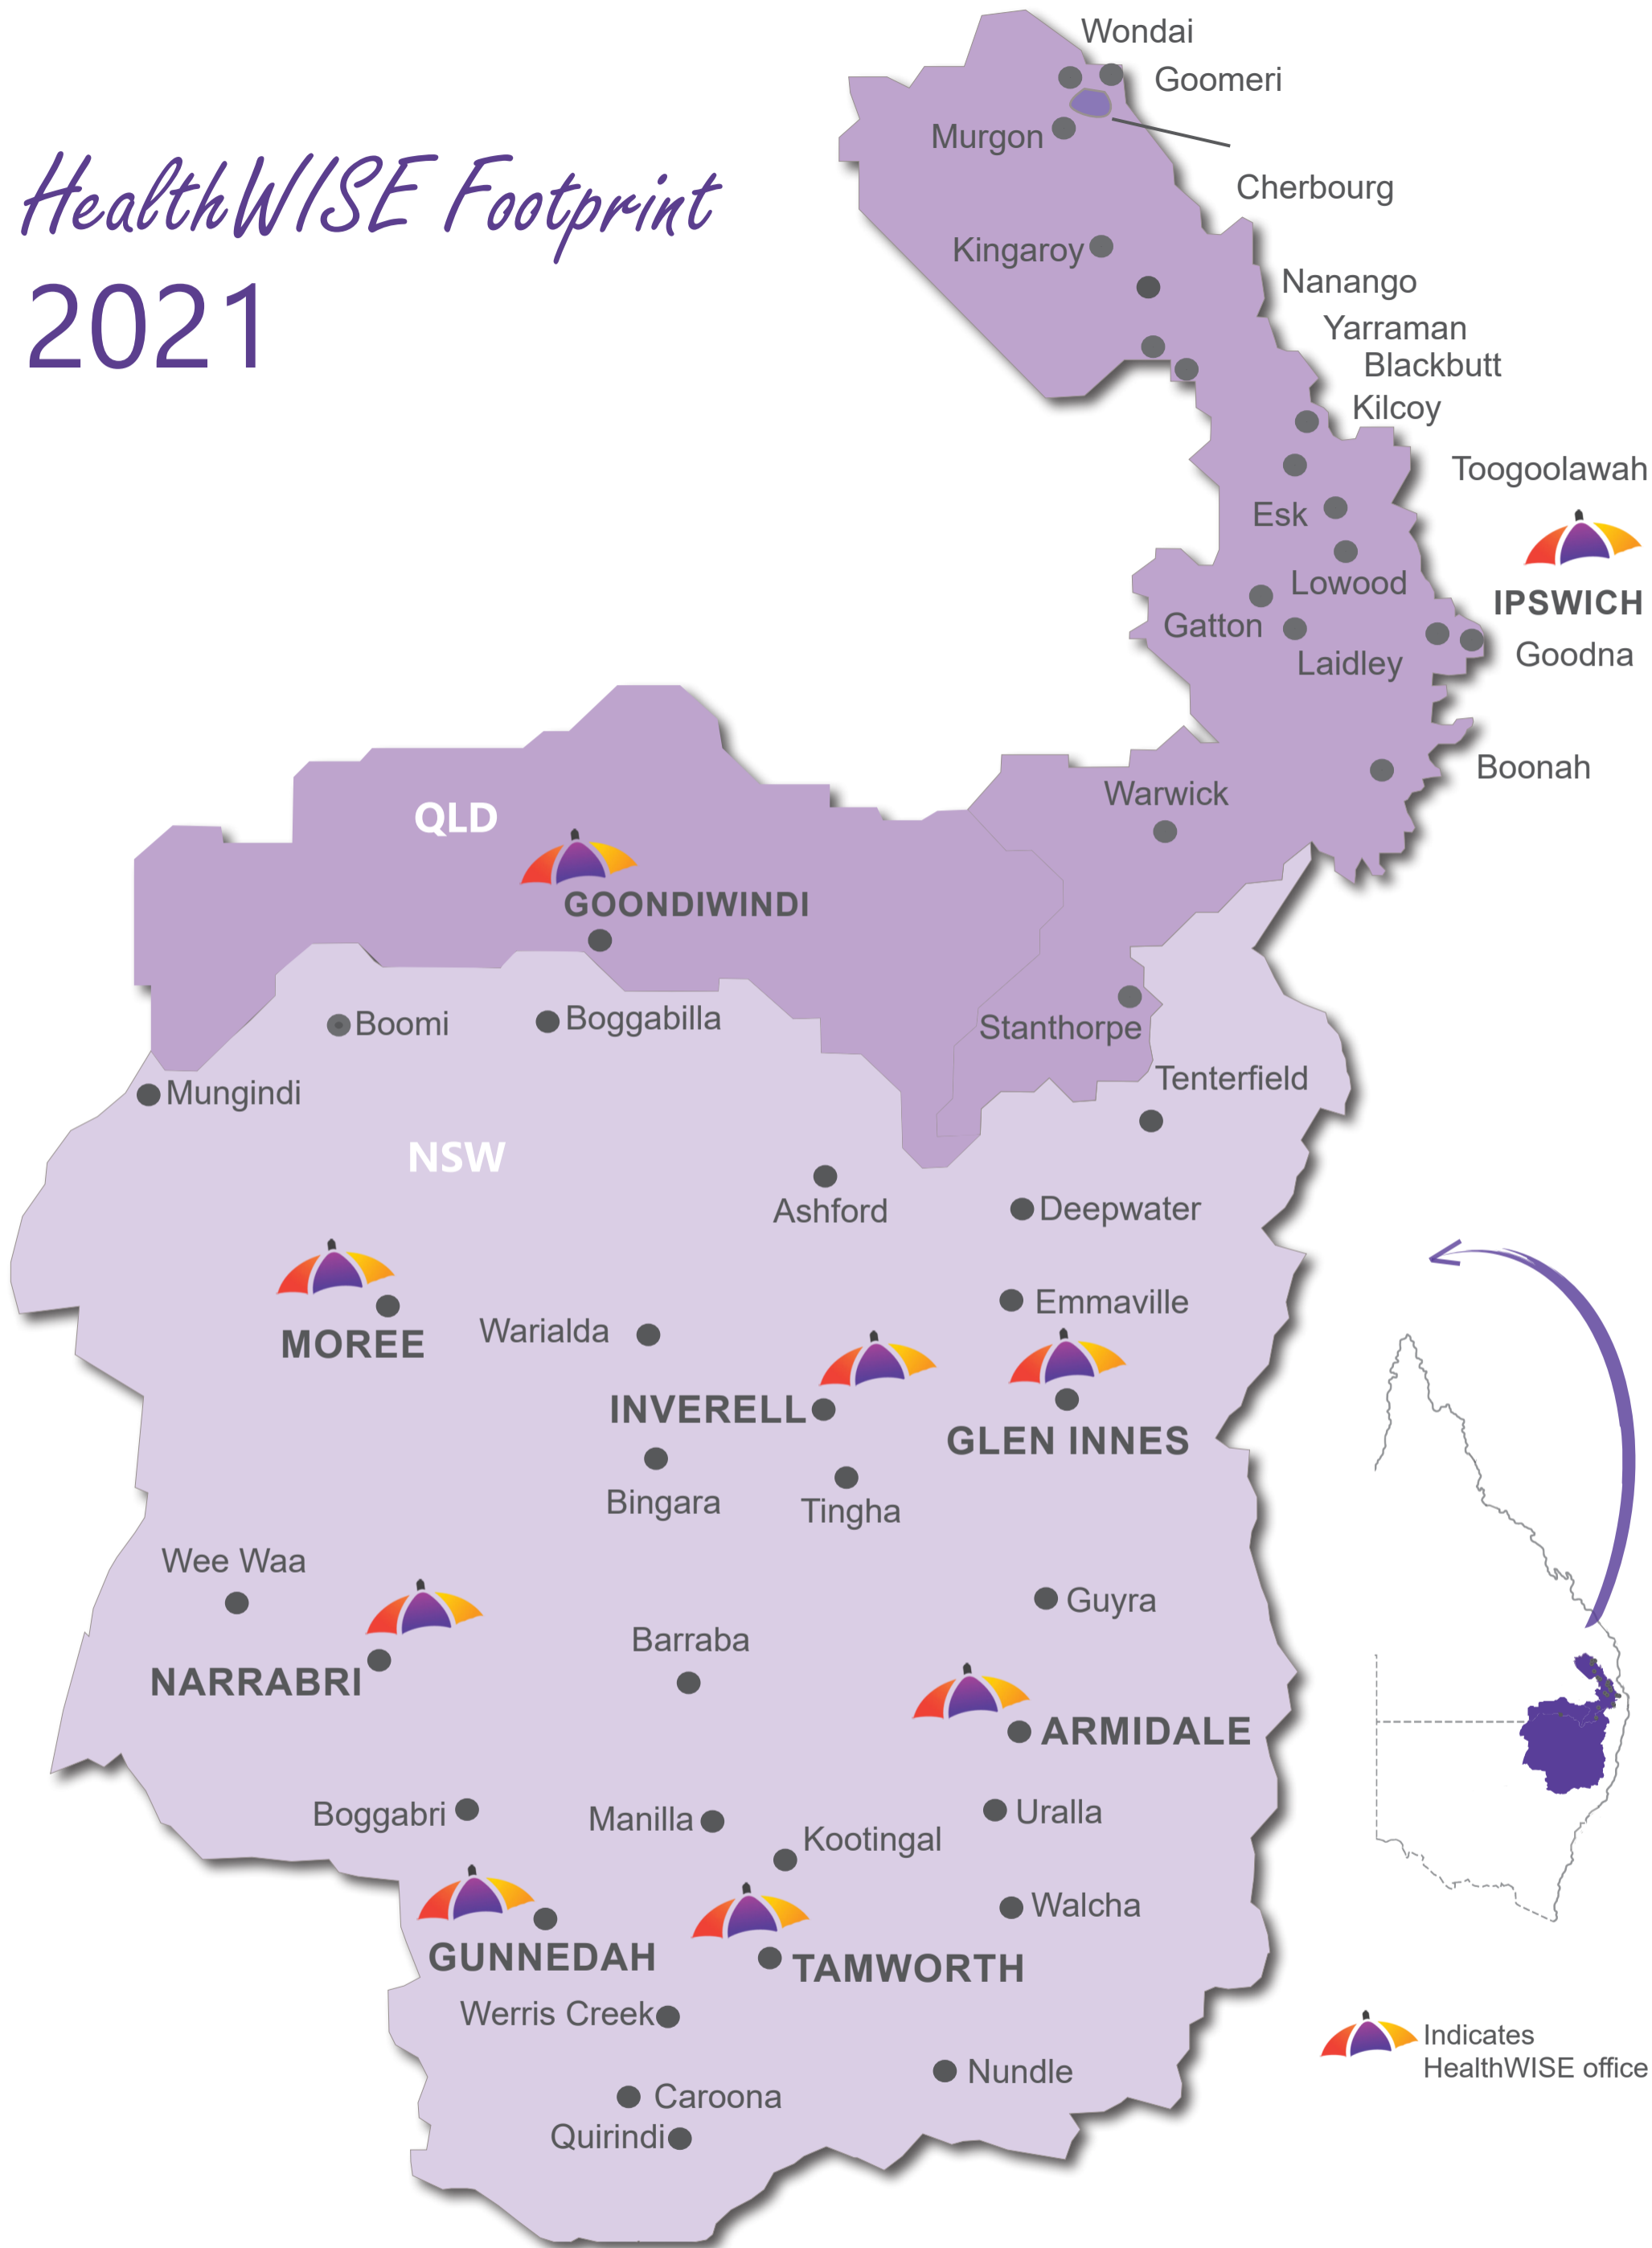 HealthWISE Footprint
2021
Wondai
Goomeri
Murgon
Cherbourg
Kingaroy
Nanango
Yarraman
Blackbutt
Kilcoy
Toogoolawah
Esk
Lowood
IPSWICH
Gatton
Goodna
Laidley
Boonah
Warwick
QLD
GOONDIWINDI
Boomi
Boggabilla
Stanthorpe
Tenterfield
Mungindi
NSW
Ashford
Deepwater
Emmaville
MOREE
Warialda
INVERELL
GLEN INNES
Bingara
Tingha
Wee Waa
Guyra
Barraba
NARRABRI
ARMIDALE
Boggabri
Manilla
Uralla
Kootingal
Walcha
GUNNEDAH
TAMWORTH
Werris Creek
Indicates
HealthWISE office
Nundle
Caroona
Quirindi